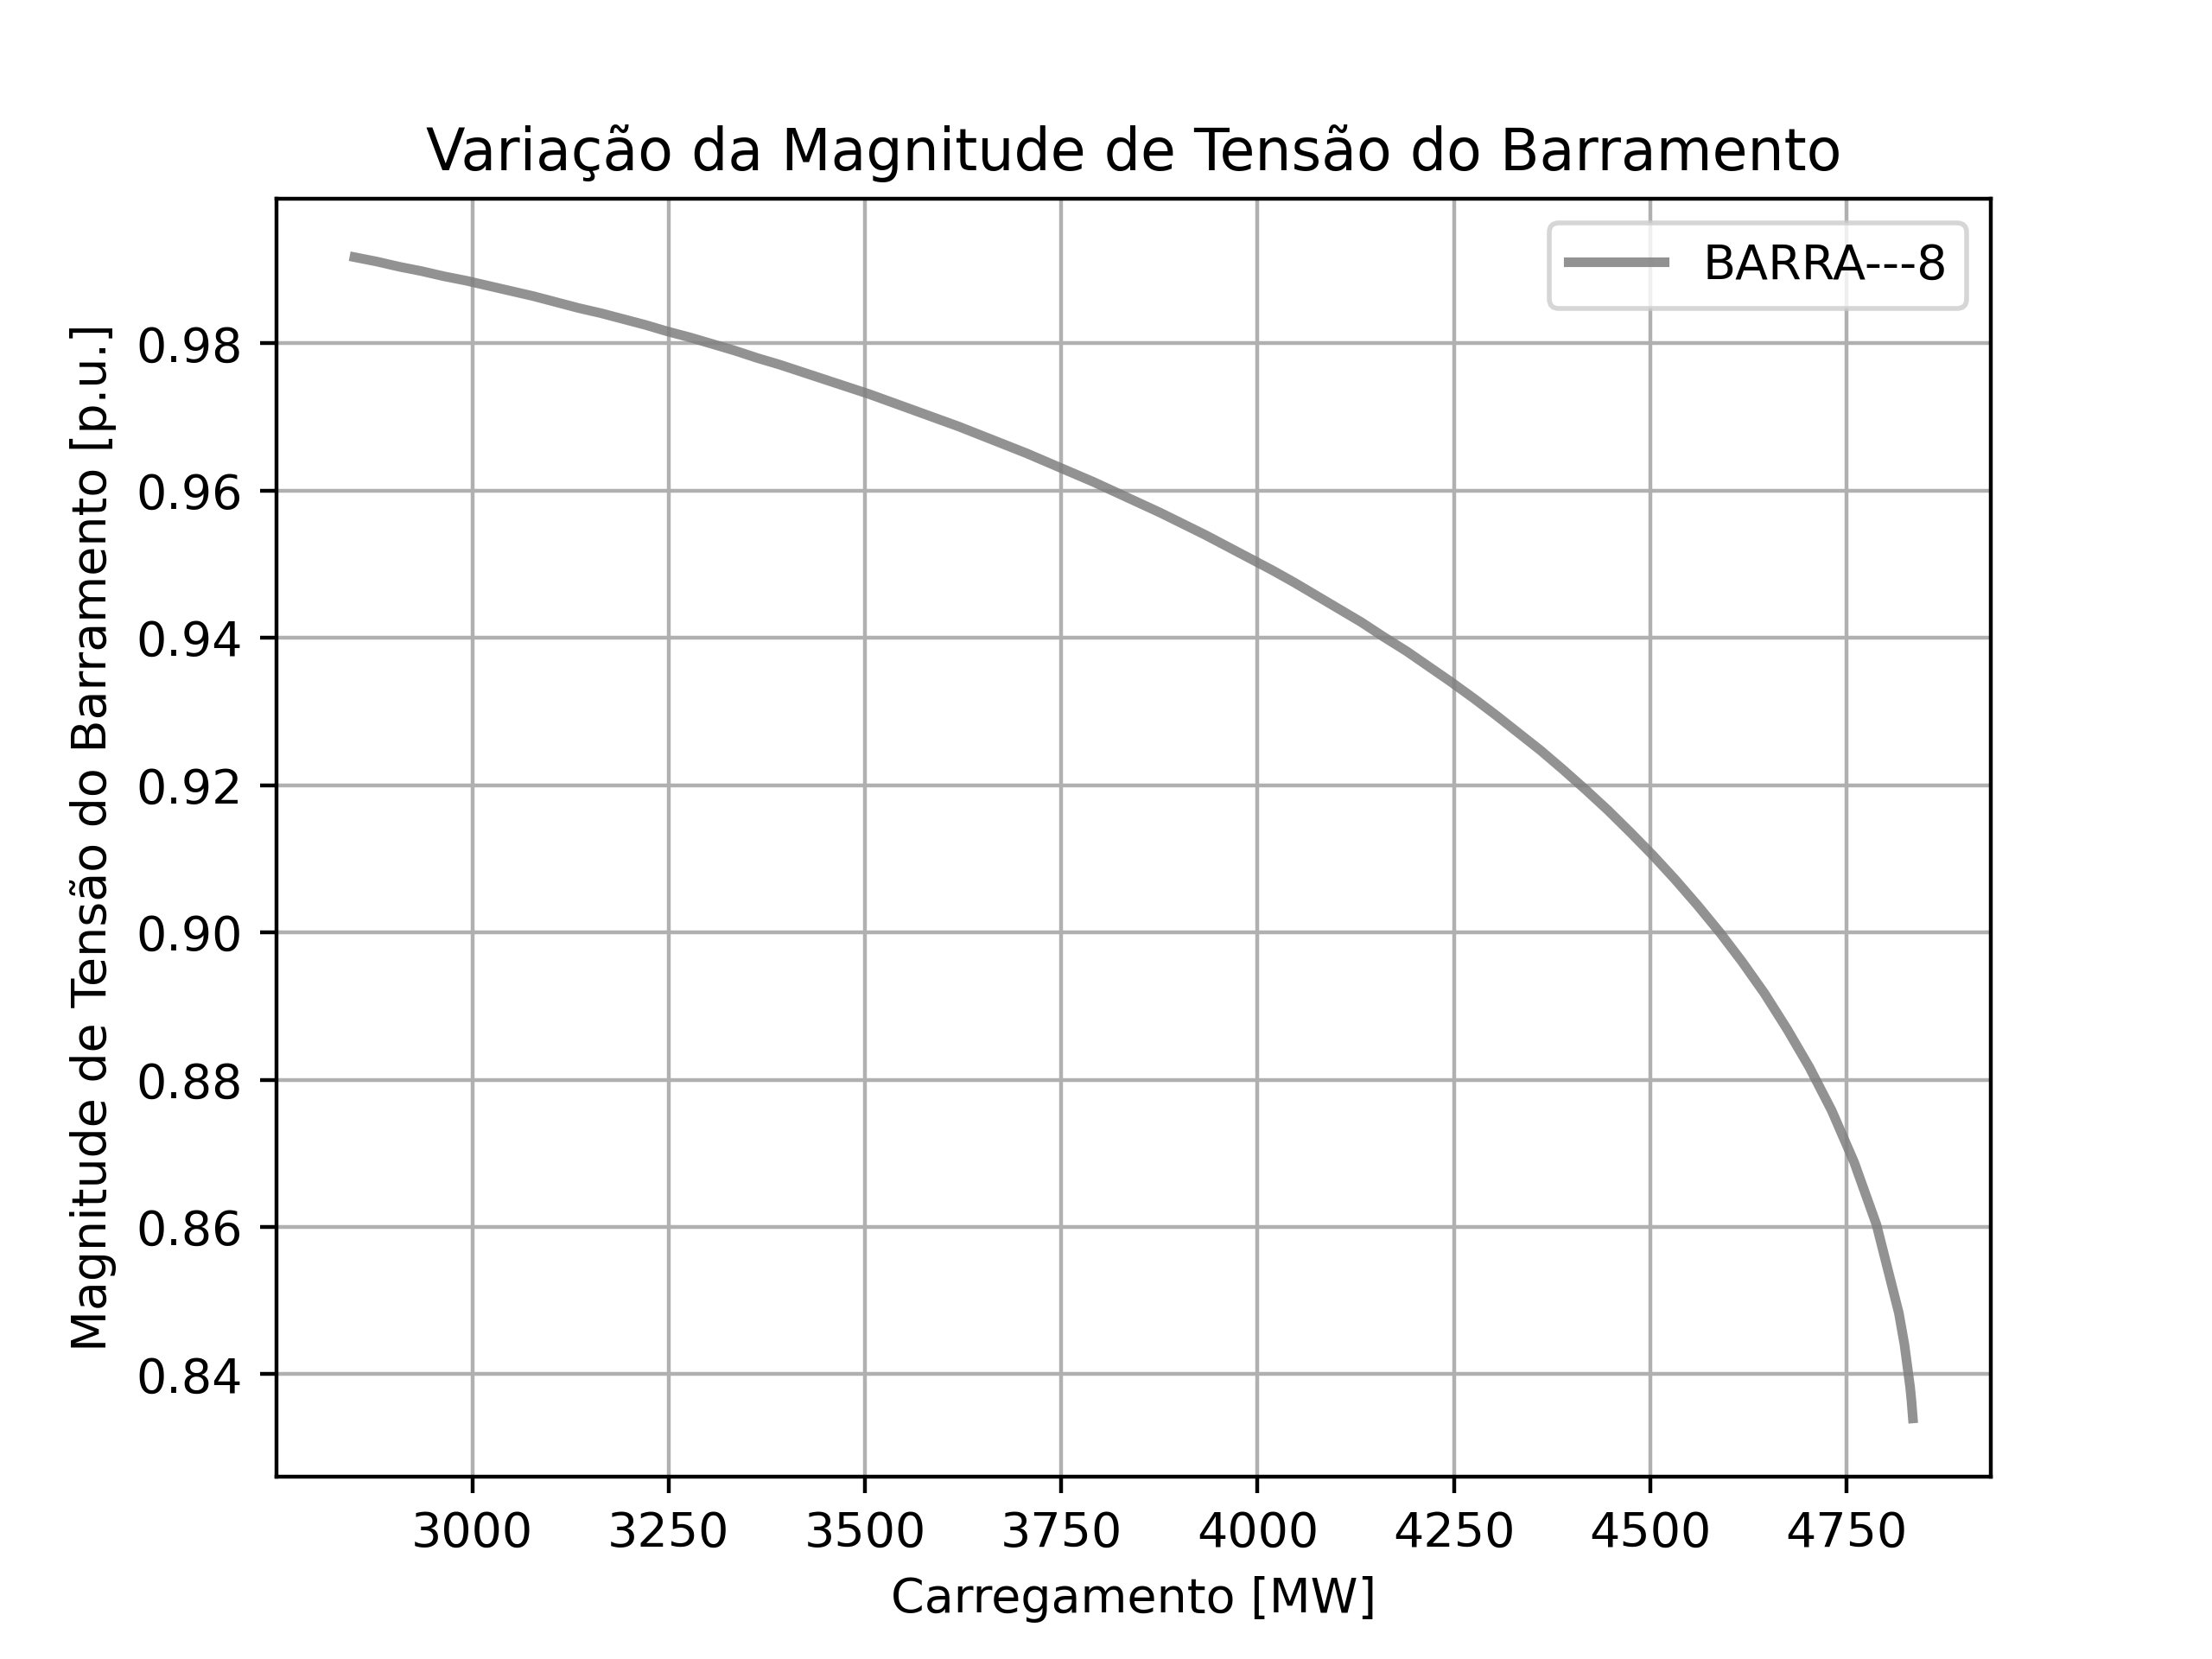 Variação da Magnitude de Tensão do Barramento
BARRA---8
Magnitude de Tensão do Barramento [p.u.]
0.98
0.96
0.94
0.92
0.90
0.88
0.86
0.84
3000 3250 3500 3750 4000 4250 4500 4750
Carregamento [MW]